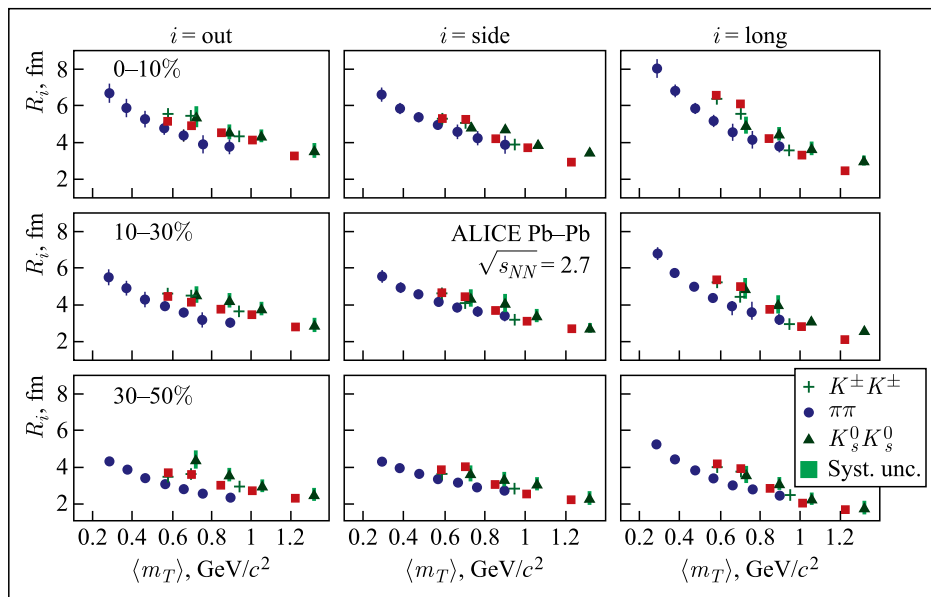 i = out
i = side
i = long
R_i, fm
8
6
4
2
0–10%
R_i, fm
8
6
4
2
10–30%
ALICE Pb–Pb
√s_NN = 2.7
R_i, fm
8
6
4
2
30–50%
K^± K^±
ππ
K^0_s K^0_s
Syst. unc.
0.2 0.4 0.6 0.8 1.0 1.2
0.2 0.4 0.6 0.8 1.0 1.2
0.2 0.4 0.6 0.8 1.0 1.2
⟨m_T⟩, GeV/c^2
⟨m_T⟩, GeV/c^2
⟨m_T⟩, GeV/c^2